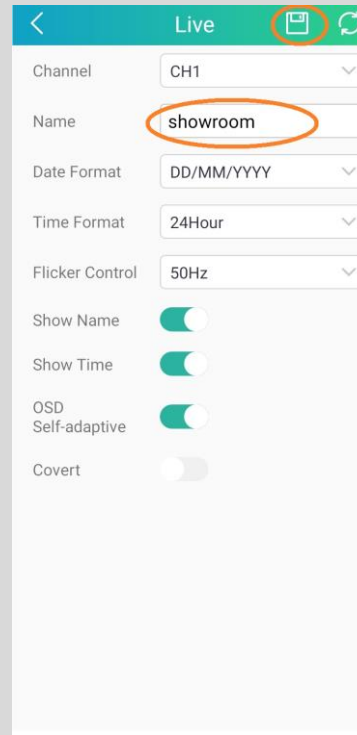 Live
Channel CH1
Name showroom
Date Format DD/MM/YYYY
Time Format 24Hour
Flicker Control 50Hz
Show Name
Show Time
OSD
Self-adaptive
Covert